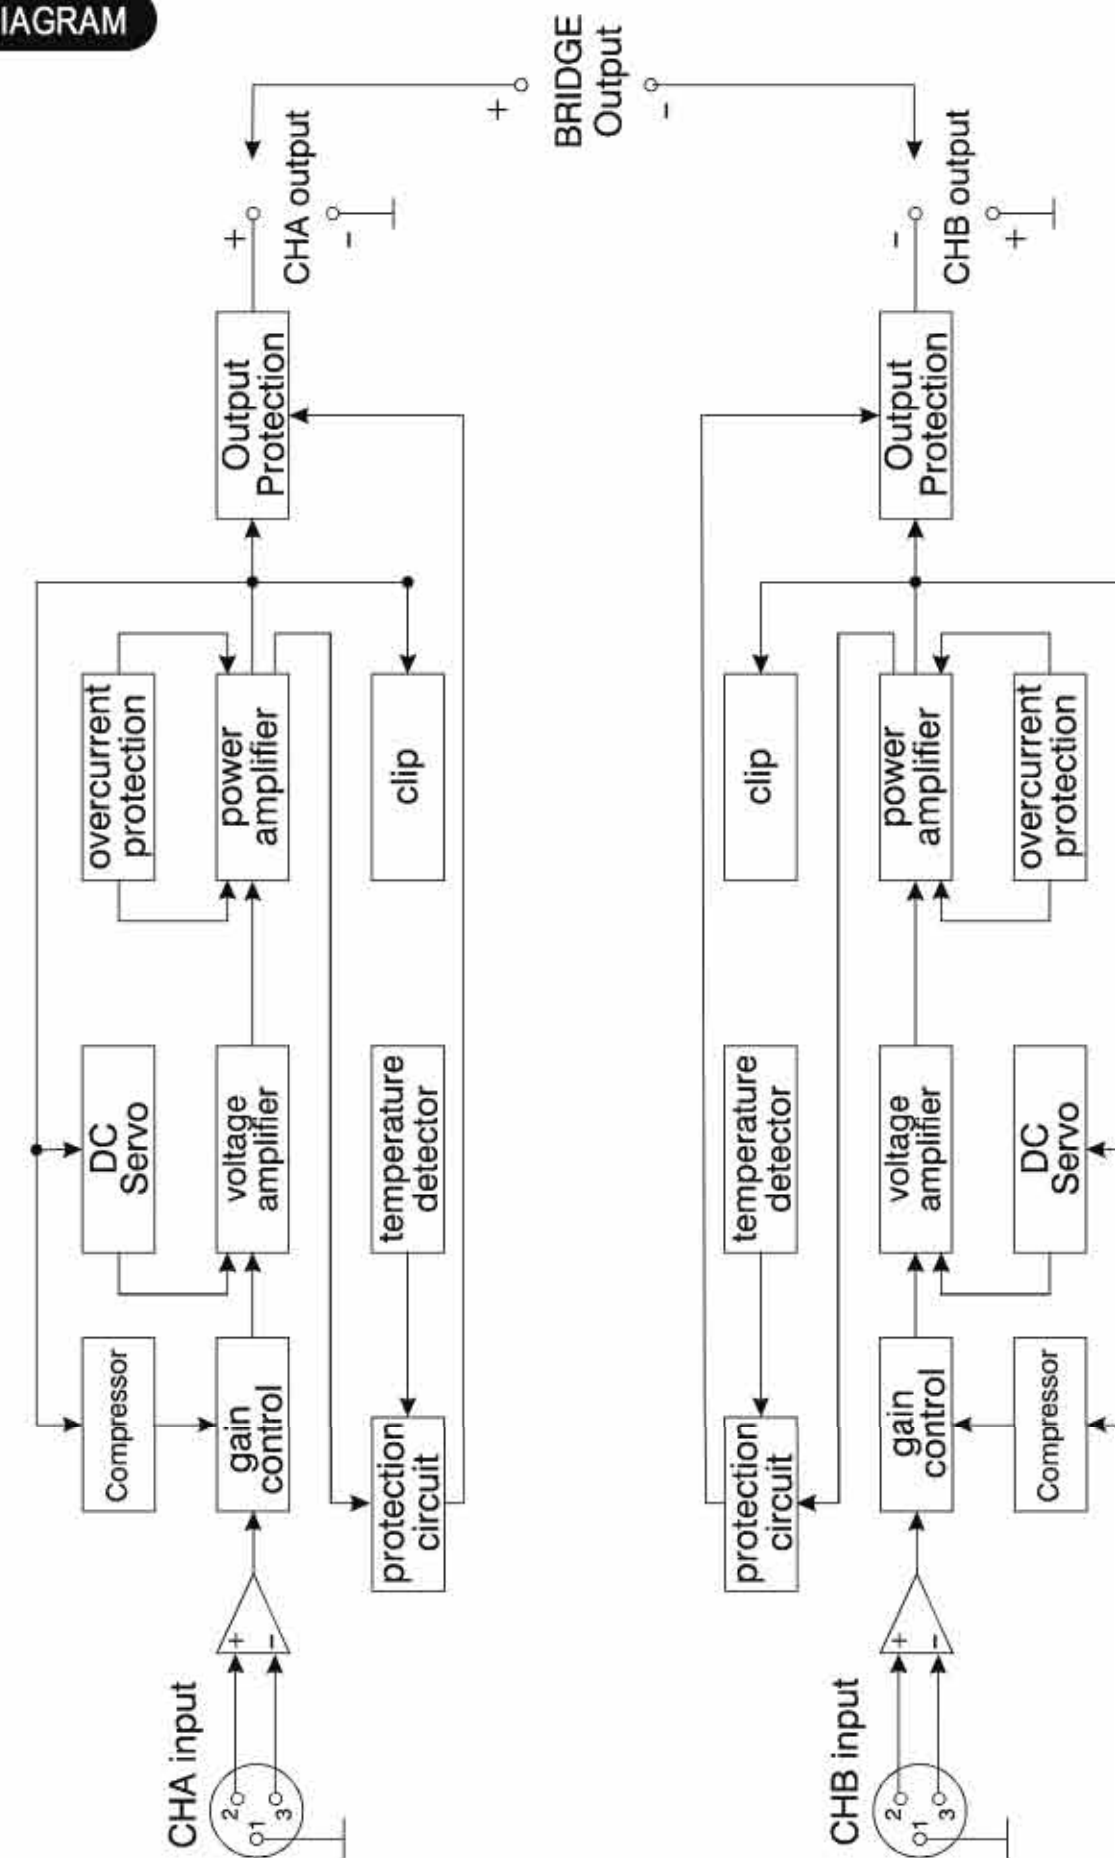 IAGRAM
BRIDGE
Output
+
-
CHA output
+
-
CHB output
-
+
Output
Protection
Output
Protection
overcurrent
protection
power
amplifier
clip
clip
power
amplifier
overcurrent
protection
DC
Servo
voltage
amplifier
temperature
detector
temperature
detector
voltage
amplifier
DC
Servo
Compressor
gain
control
protection
circuit
protection
circuit
gain
control
Compressor
+
-
+
-
CHA input
2
1
3
CHB input
2
1
3